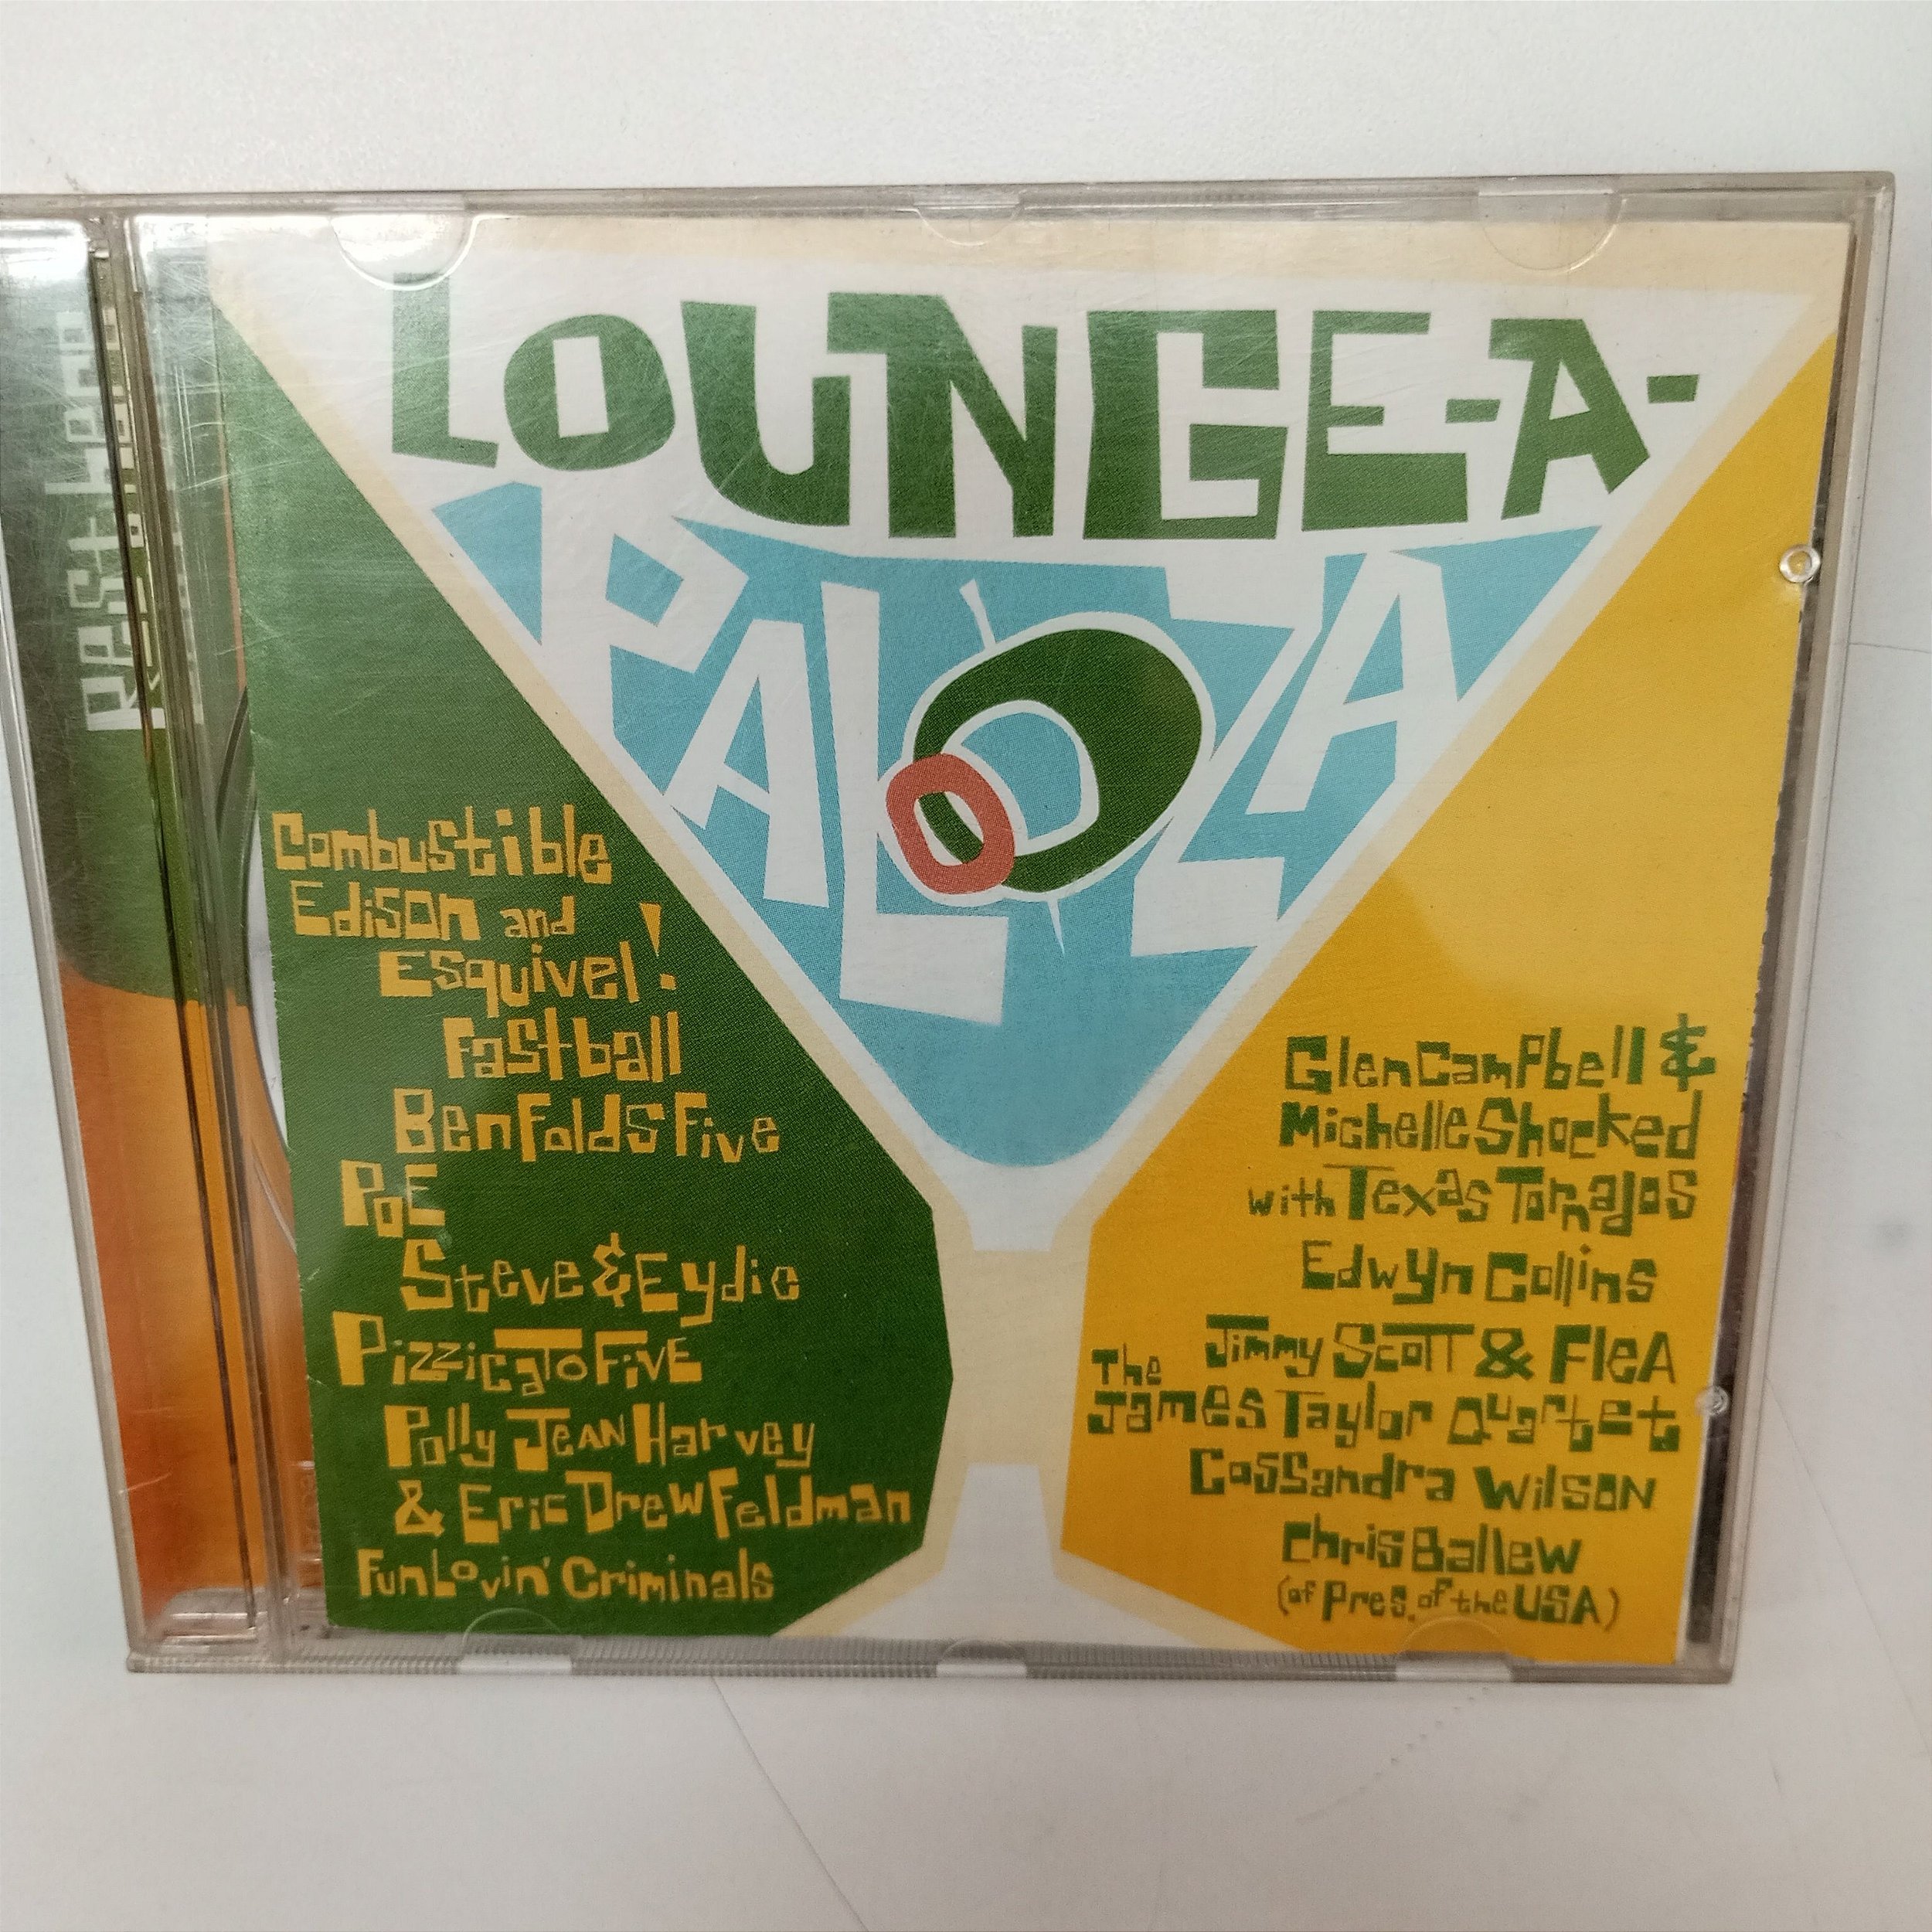 LOUNGE-A-
PALOOZA
Combustible
Edison and
Esquivel!
Fastball
Ben Folds Five
Poe
Steve & Eydie
Pizzicato Five
Polly Jean Harvey
& Eric Drew Feldman
Fun Lovin' Criminals
Glen Campbell &
Michelle Shocked
with Texas Tornados
Edwyn Collins
Jimmy Scott & Flea
The
James Taylor Quartet
Cassandra Wilson
Chris Ballew
(of Pres. of the USA)